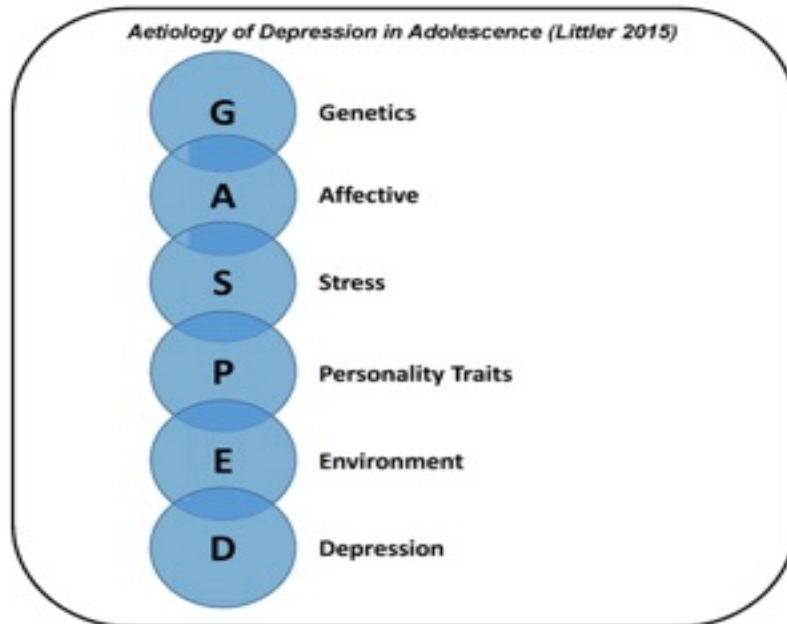 Aetiology of Depression in Adolescence (Littler 2015)
G Genetics
A Affective
S Stress
P Personality Traits
E Environment
D Depression